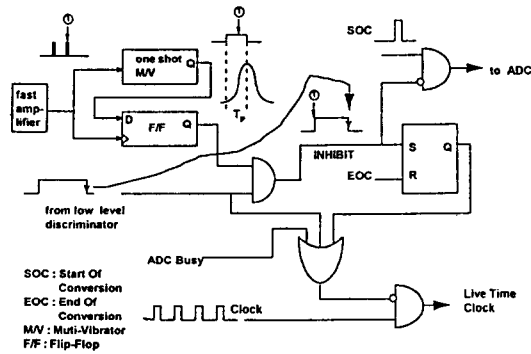 SOC
one shot
M/V
Q
to ADC
fast
amp-
lifier
D
F/F
Q
T_P
INHIBIT
S
Q
EOC
R
from low level
discriminator
ADC Busy
SOC : Start Of
Conversion
EOC : End Of
Conversion
M/V : Muti-Vibrator
F/F : Flip-Flop
Clock
Live Time
Clock